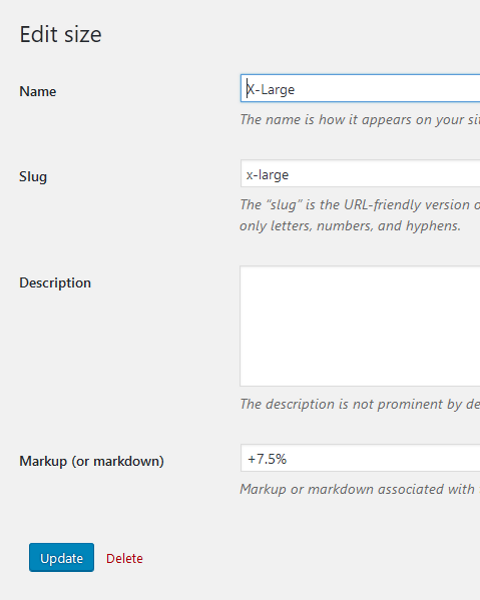 Edit size
Name
X-Large
The name is how it appears on your
Slug
x-large
The "slug" is the URL-friendly version
only letters, numbers, and hyphens.
Description
The description is not prominent by
Markup (or markdown)
+7.5%
Markup or markdown associated with
Update Delete